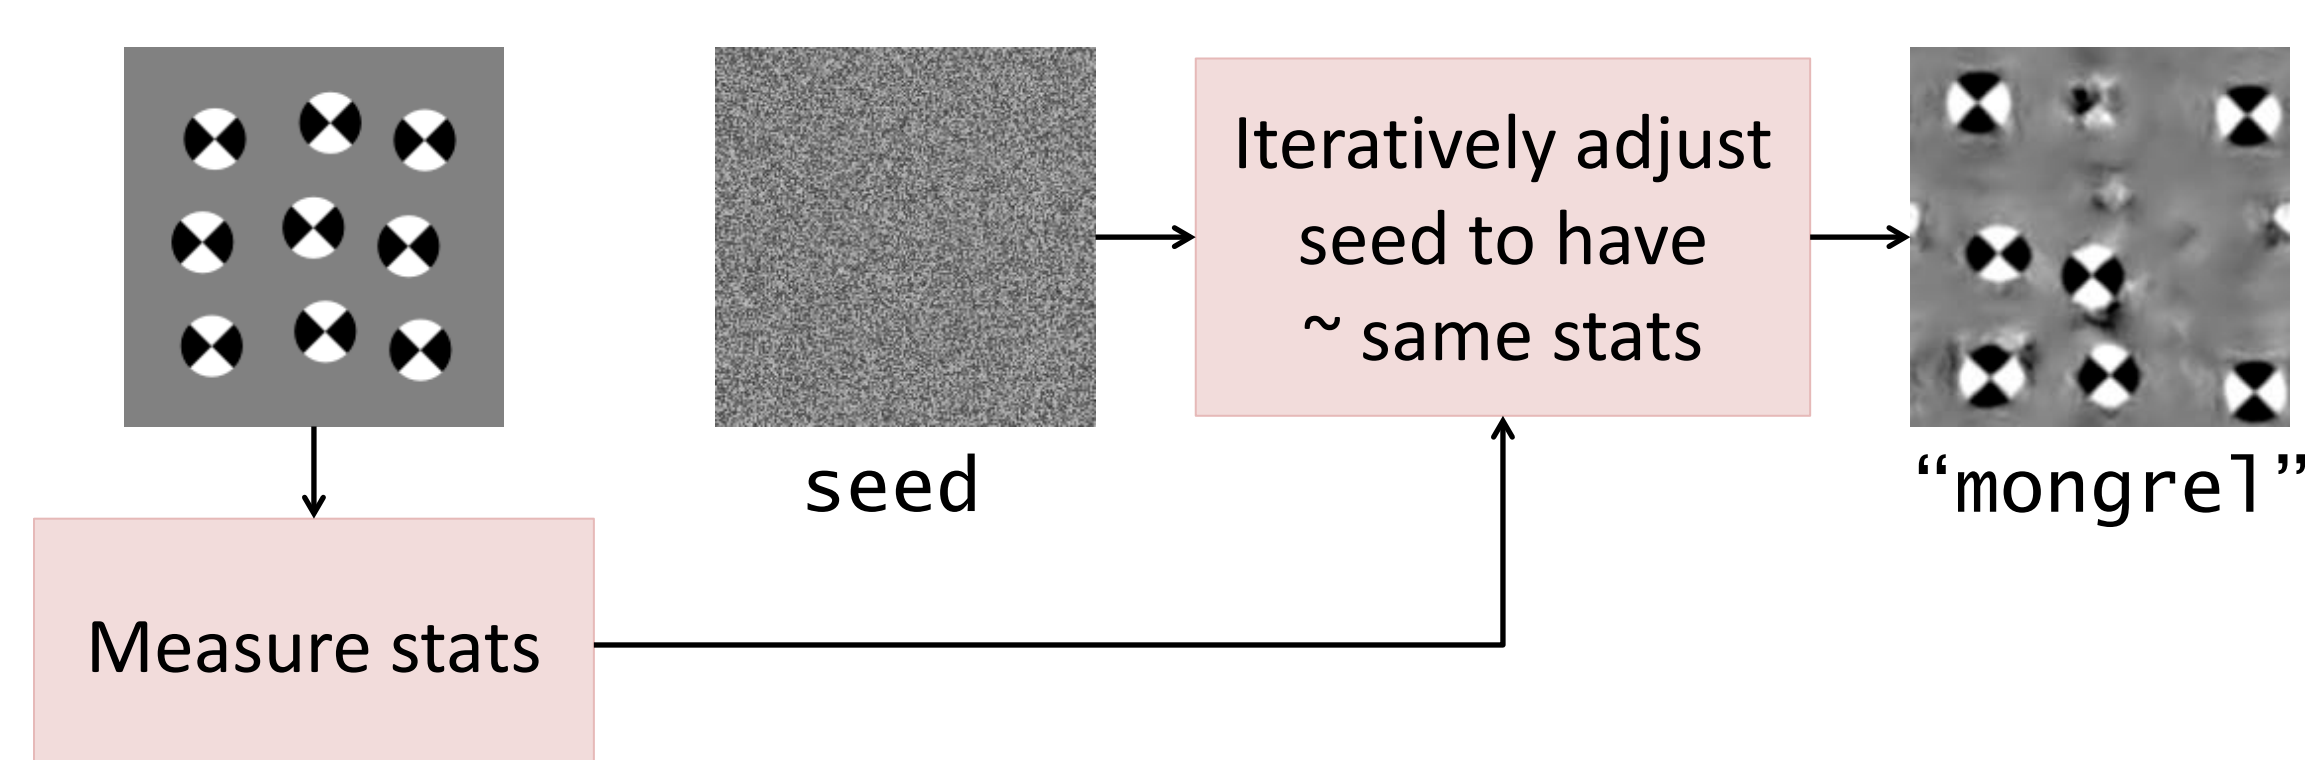 Iteratively adjust
seed to have
~ same stats
seed
“mongrel”
Measure stats